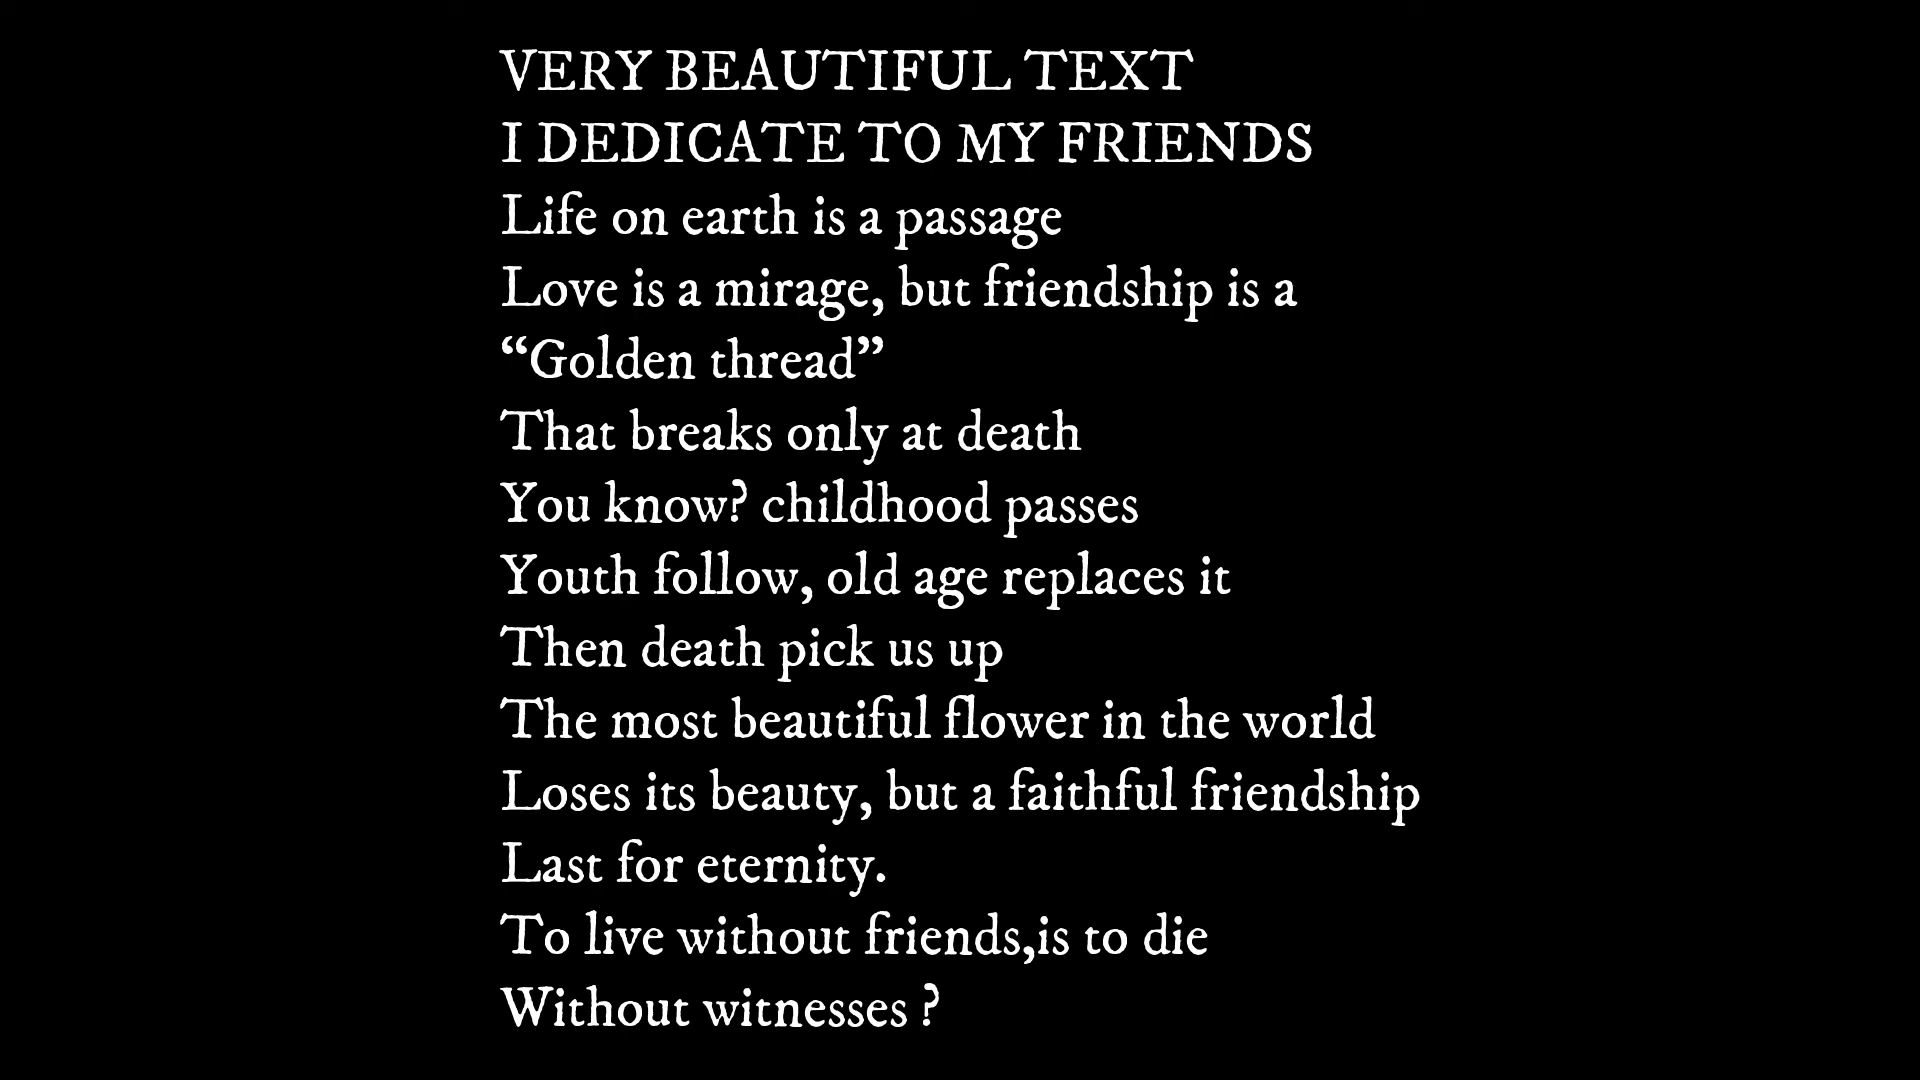 VERY BEAUTIFUL TEXT
I DEDICATE TO MY FRIENDS
Life on earth is a passage
Love is a mirage, but friendship is a
“Golden thread”
That breaks only at death
You know? childhood passes
Youth follow, old age replaces it
Then death pick us up
The most beautiful flower in the world
Loses its beauty, but a faithful friendship
Last for eternity.
To live without friends,is to die
Without witnesses ?